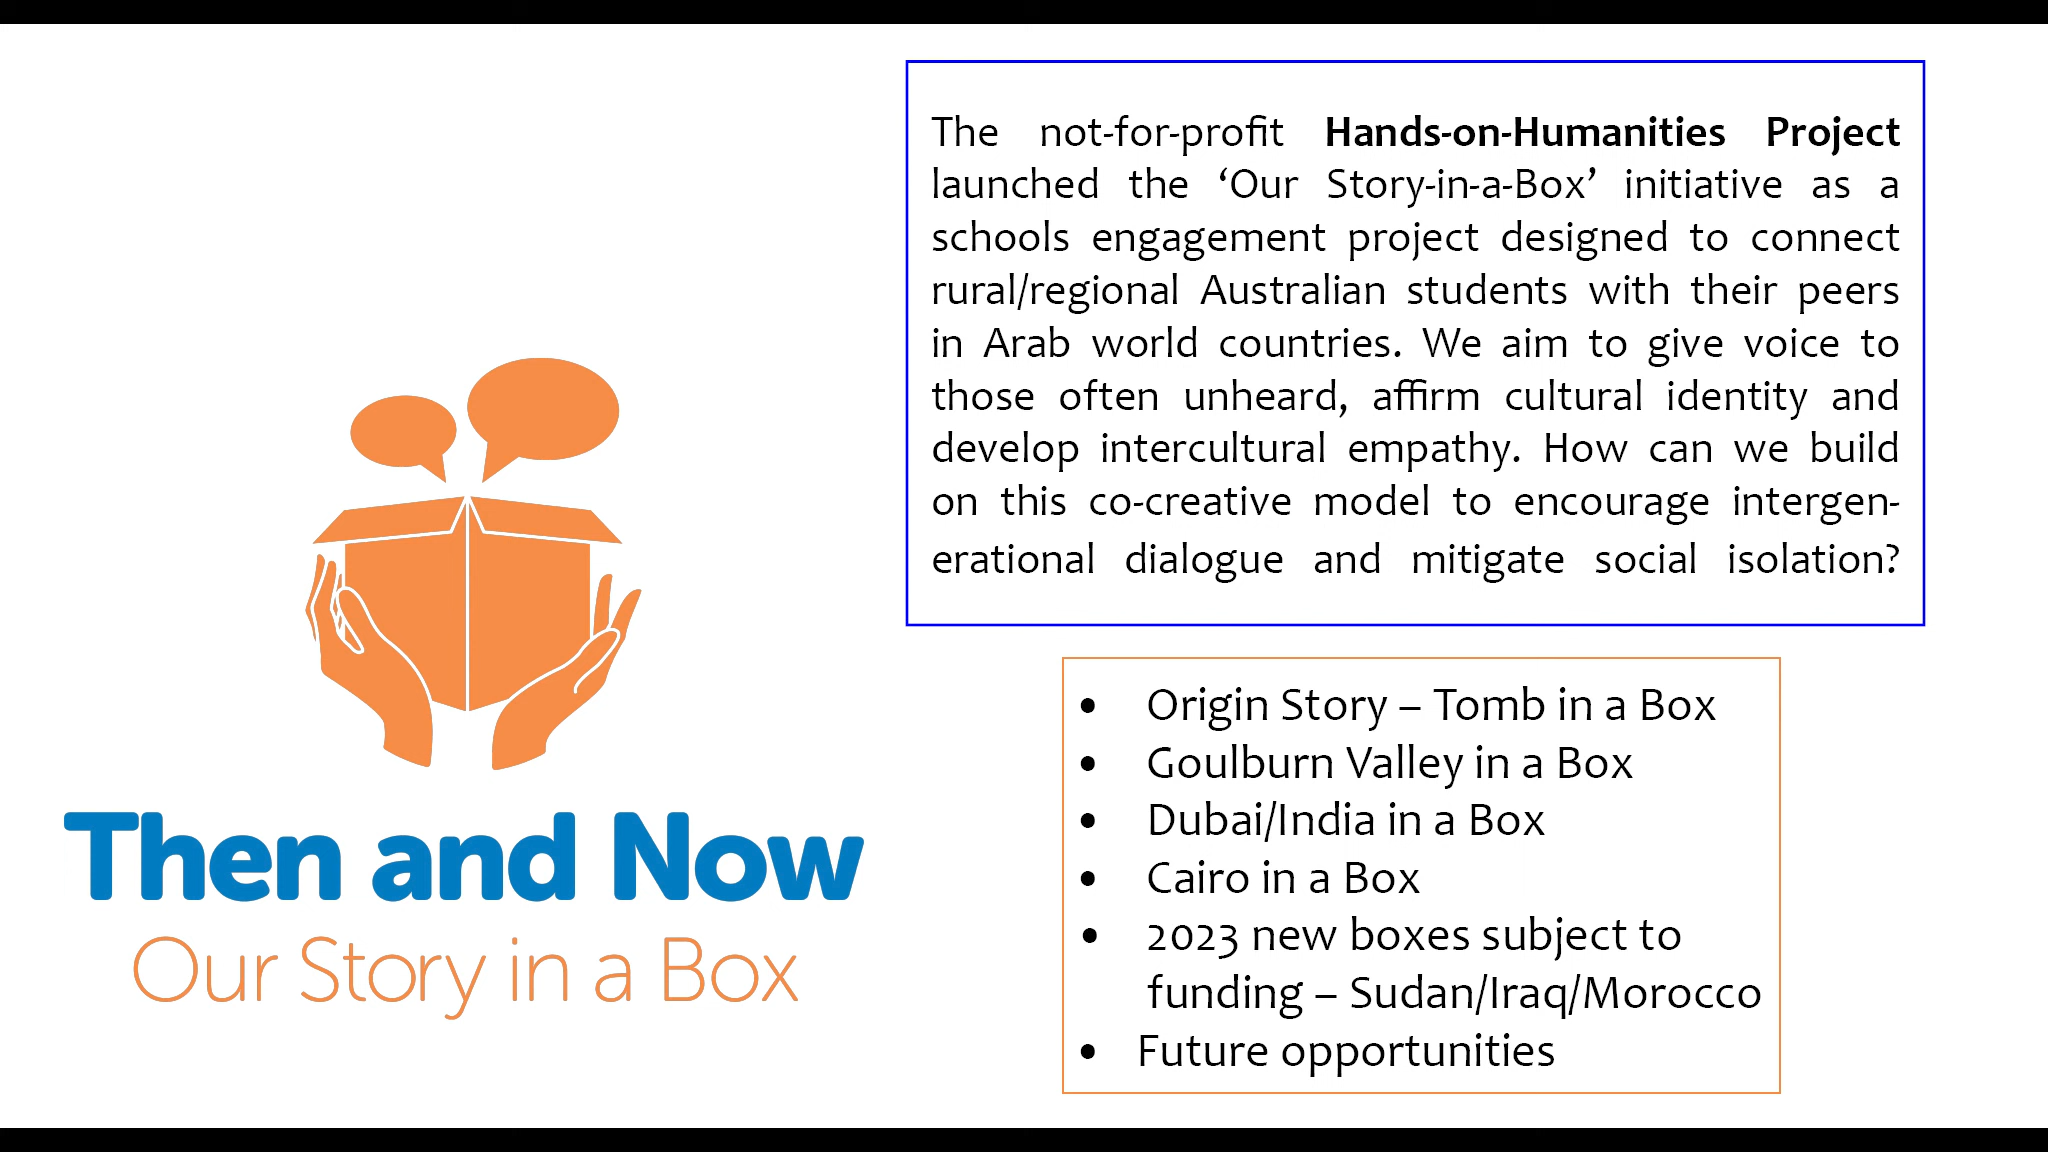 The not-for-profit Hands-on-Humanities Project
launched the ‘Our Story-in-a-Box’ initiative as a
schools engagement project designed to connect
rural/regional Australian students with their peers
in Arab world countries. We aim to give voice to
those often unheard, affirm cultural identity and
develop intercultural empathy. How can we build
on this co-creative model to encourage intergen-
erational dialogue and mitigate social isolation?
Then and Now
Our Story in a Box
• Origin Story – Tomb in a Box
• Goulburn Valley in a Box
• Dubai/India in a Box
• Cairo in a Box
• 2023 new boxes subject to
funding – Sudan/Iraq/Morocco
• Future opportunities